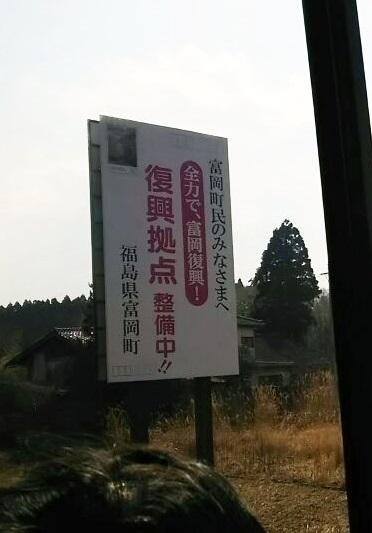 富岡町民のみなさまへ
全力で、富岡復興!
復興拠点 整備中!!
福島県富岡町